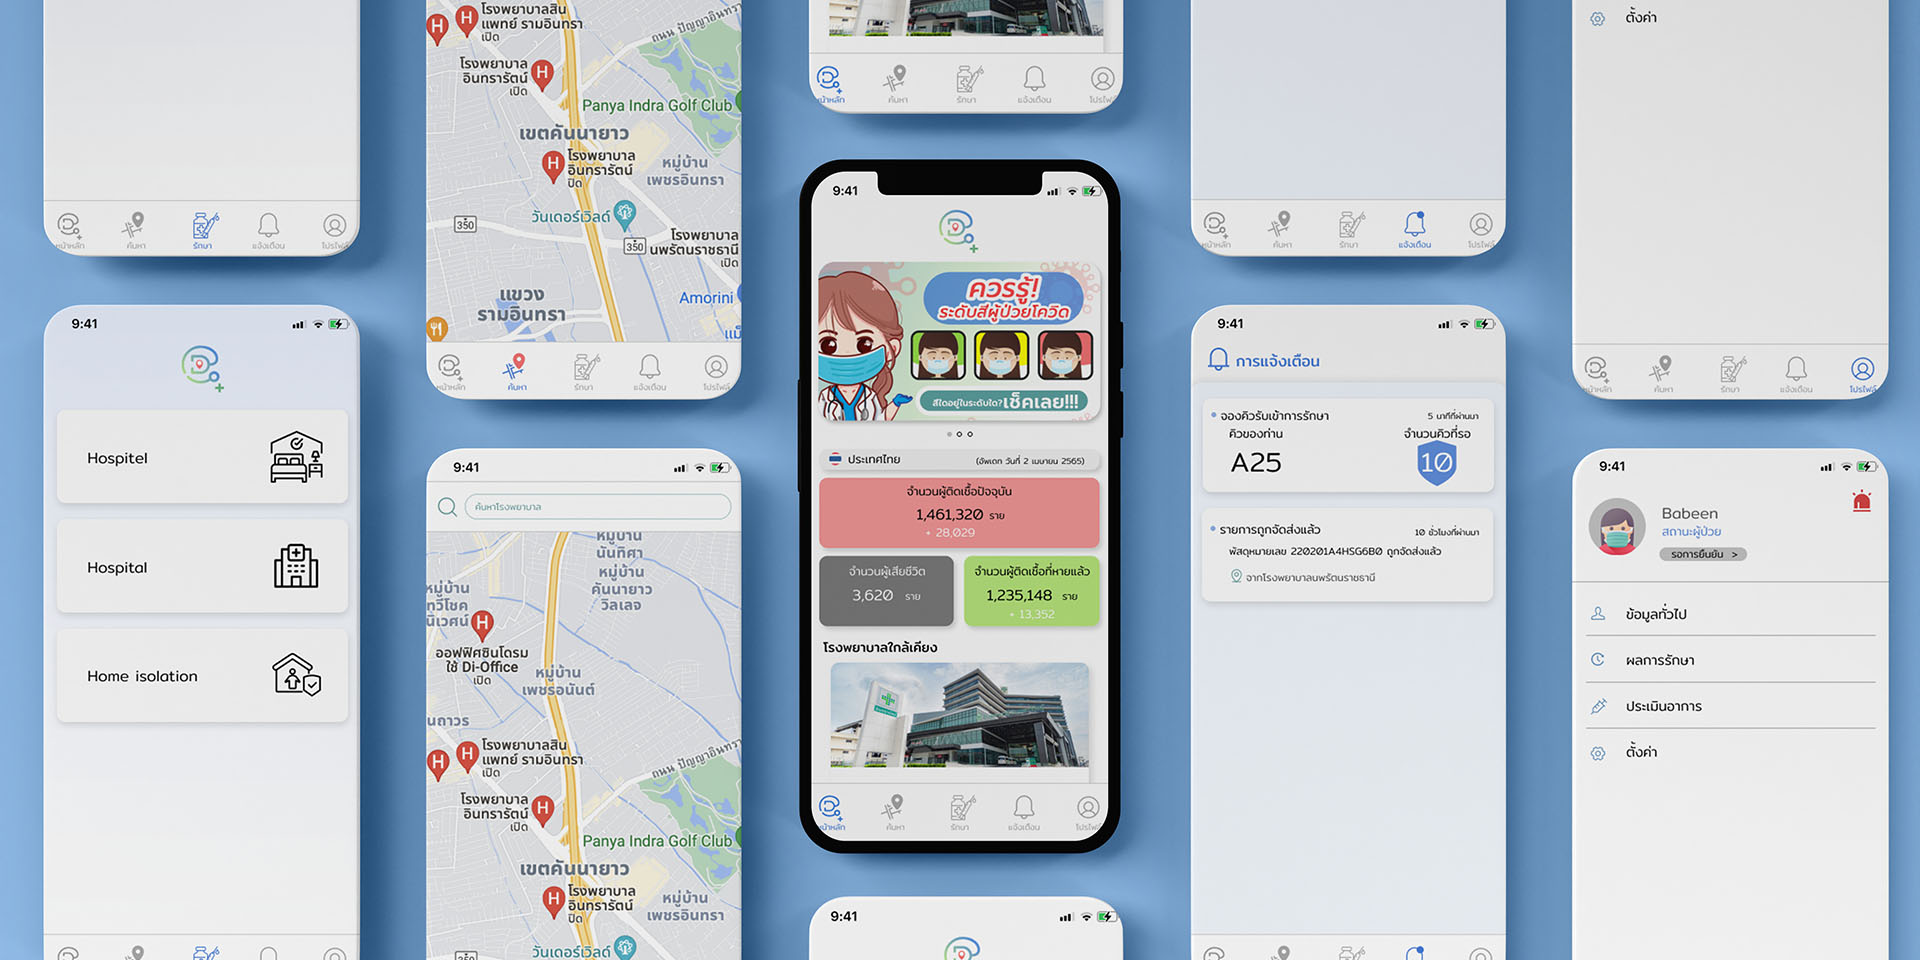 หน้าหลัก
ค้นหา
รักษา
แจ้งเตือน
โปรไฟล์
9:41
Hospitel
Hospital
Home isolation
โรงพยาบาลสิน
แพทย์ รามอินทรา
เปิด
ถนน ปัญญาอินทรา
โรงพยาบาล
อินทรารัตน์
เปิด
Panya Indra Golf Club
เขตคันนายาว
โรงพยาบาล
อินทรารัตน์
ปิด
หมู่บ้าน
เพชรอินทรา
วันเดอร์เวิลด์
350
350
โรงพยาบาล
นพรัตนราชธานี
เปิด
แขวง
รามอินทรา
Amorini
หน้าหลัก
ค้นหา
รักษา
แจ้งเตือน
โปรไฟล์
9:41
ค้นหาโรงพยาบาล
หมู่บ้าน
นันทิศา
หมู่บ้าน
คันนายาว
วิลเลจ
หมู่บ้าน
ทวีโชค
นิเวศน์
ออฟฟิศซินโดรม
ใช้ Di-Office
เปิด
หมู่บ้าน
เพชรอนันต์
นถาวร
โรงพยาบาลสิน
แพทย์ รามอินทรา
เปิด
ถนน ปัญญาอินทรา
โรงพยาบาล
อินทรารัตน์
เปิด
Panya Indra Golf Club
เขตคันนายาว
โรงพยาบาล
อินทรารัตน์
ปิด
หมู่บ้าน
เพชรอินทรา
วันเดอร์เวิลด์
350
หน้าหลัก
ค้นหา
รักษา
แจ้งเตือน
โปรไฟล์
9:41
ควรรู้!
ระดับสีผู้ป่วยโควิด
สีใดอยู่ในระดับใด? เช็คเลย!!!
ประเทศไทย
(อัพเดท วันที่ 2 เมษายน 2565)
จำนวนผู้ติดเชื้อปัจจุบัน
1,461,320 ราย
+ 28,029
จำนวนผู้เสียชีวิต
3,620 ราย
จำนวนผู้ติดเชื้อที่หายแล้ว
1,235,148 ราย
+ 13,352
โรงพยาบาลใกล้เคียง
หน้าหลัก
ค้นหา
รักษา
แจ้งเตือน
โปรไฟล์
9:41
หน้าหลัก
ค้นหา
รักษา
แจ้งเตือน
โปรไฟล์
9:41
การแจ้งเตือน
จองคิวรับเข้าการรักษา
5 นาทีที่ผ่านมา
คิวของท่าน
จำนวนคิวที่รอ
A25
10
รายการถูกจัดส่งแล้ว
10 ชั่วโมงที่ผ่านมา
พัสดุหมายเลข 220201A4HSG6B0 ถูกจัดส่งแล้ว
จากโรงพยาบาลนพรัตนราชธานี
ตั้งค่า
หน้าหลัก
ค้นหา
รักษา
แจ้งเตือน
โปรไฟล์
9:41
Babeen
สถานะผู้ป่วย
รอการยืนยัน >
ข้อมูลทั่วไป
ผลการรักษา
ประเมินอาการ
ตั้งค่า